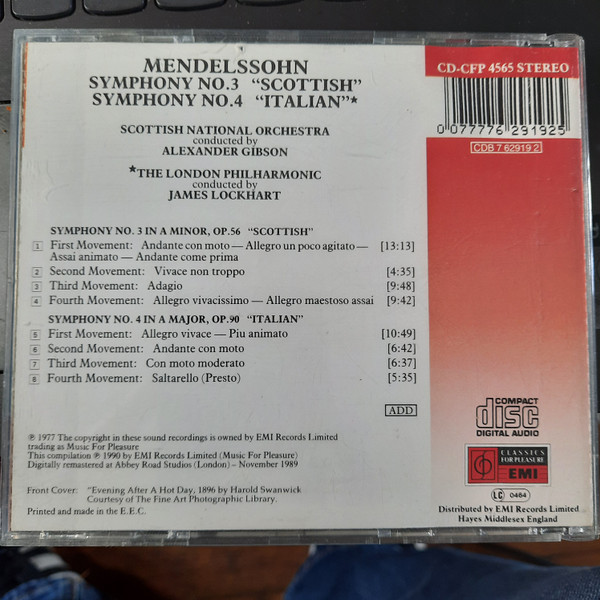 MENDELSSOHN
SYMPHONY NO.3 "SCOTTISH"
SYMPHONY NO.4 "ITALIAN"*
SCOTTISH NATIONAL ORCHESTRA
conducted by
ALEXANDER GIBSON
*THE LONDON PHILHARMONIC
conducted by
JAMES LOCKHART
SYMPHONY NO. 3 IN A MINOR, OP.56 "SCOTTISH"
1 First Movement: Andante con moto — Allegro un poco agitato — [13:13]
Assai animato — Andante come prima
2 Second Movement: Vivace non troppo [4:35]
3 Third Movement: Adagio [9:48]
4 Fourth Movement: Allegro vivacissimo — Allegro maestoso assai [9:42]
SYMPHONY NO. 4 IN A MAJOR, OP.90 "ITALIAN"
5 First Movement: Allegro vivace — Piu animato [10:49]
6 Second Movement: Andante con moto [6:42]
7 Third Movement: Con moto moderato [6:37]
8 Fourth Movement: Saltarello (Presto) [5:35]
ADD
℗ 1977 The copyright in these sound recordings is owned by EMI Records Limited
trading as Music For Pleasure
This compilation ℗ 1990 by EMI Records Limited (Music For Pleasure)
Digitally remastered at Abbey Road Studios (London) – November 1989
Front Cover: "Evening After A Hot Day, 1896 by Harold Swanwick
Courtesy of The Fine Art Photographic Library.
Printed and made in the E.E.C.
CD-CFP 4565 STEREO
0 077776 291925
CDB 7 62919 2
COMPACT
disc
DIGITAL AUDIO
CLASSICS
FOR PLEASURE
EMI
LC 0464
Distributed by EMI Records Limited
Hayes Middlesex England